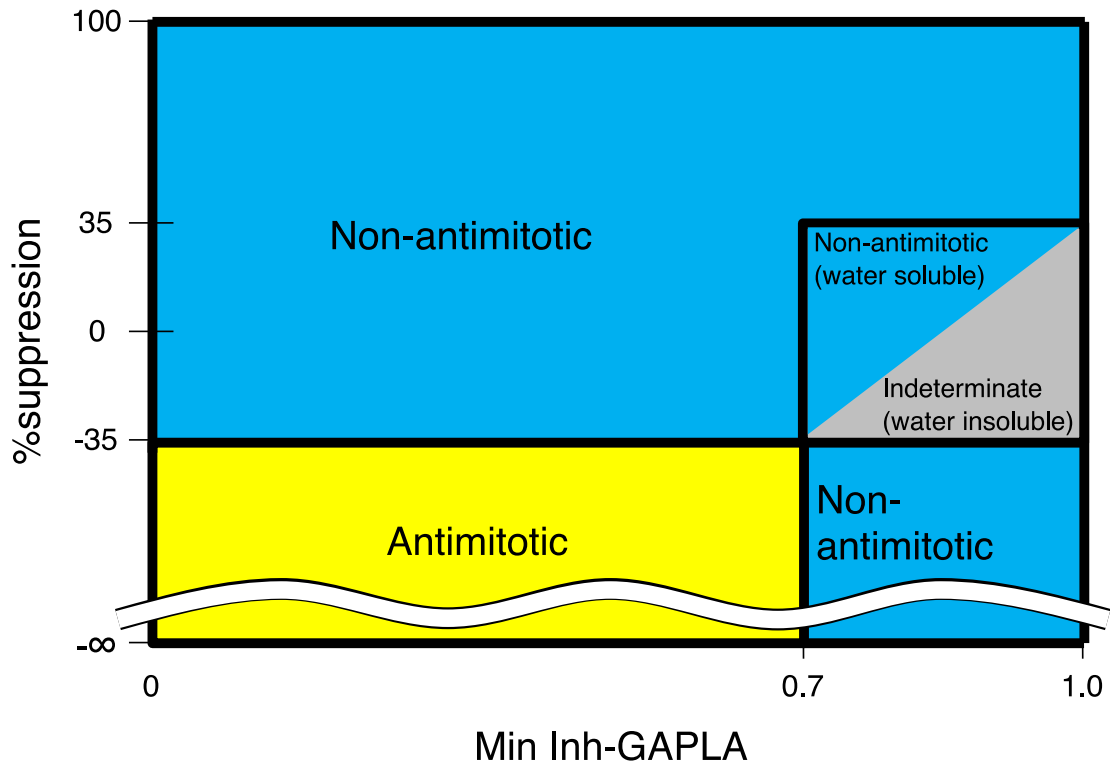 100
35
0
-35
-∞
%suppression
Non-antimitotic
Non-antimitotic
(water soluble)
Indeterminate
(water insoluble)
Antimitotic
Non-
antimitotic
0
0.7
1.0
Min Inh-GAPLA